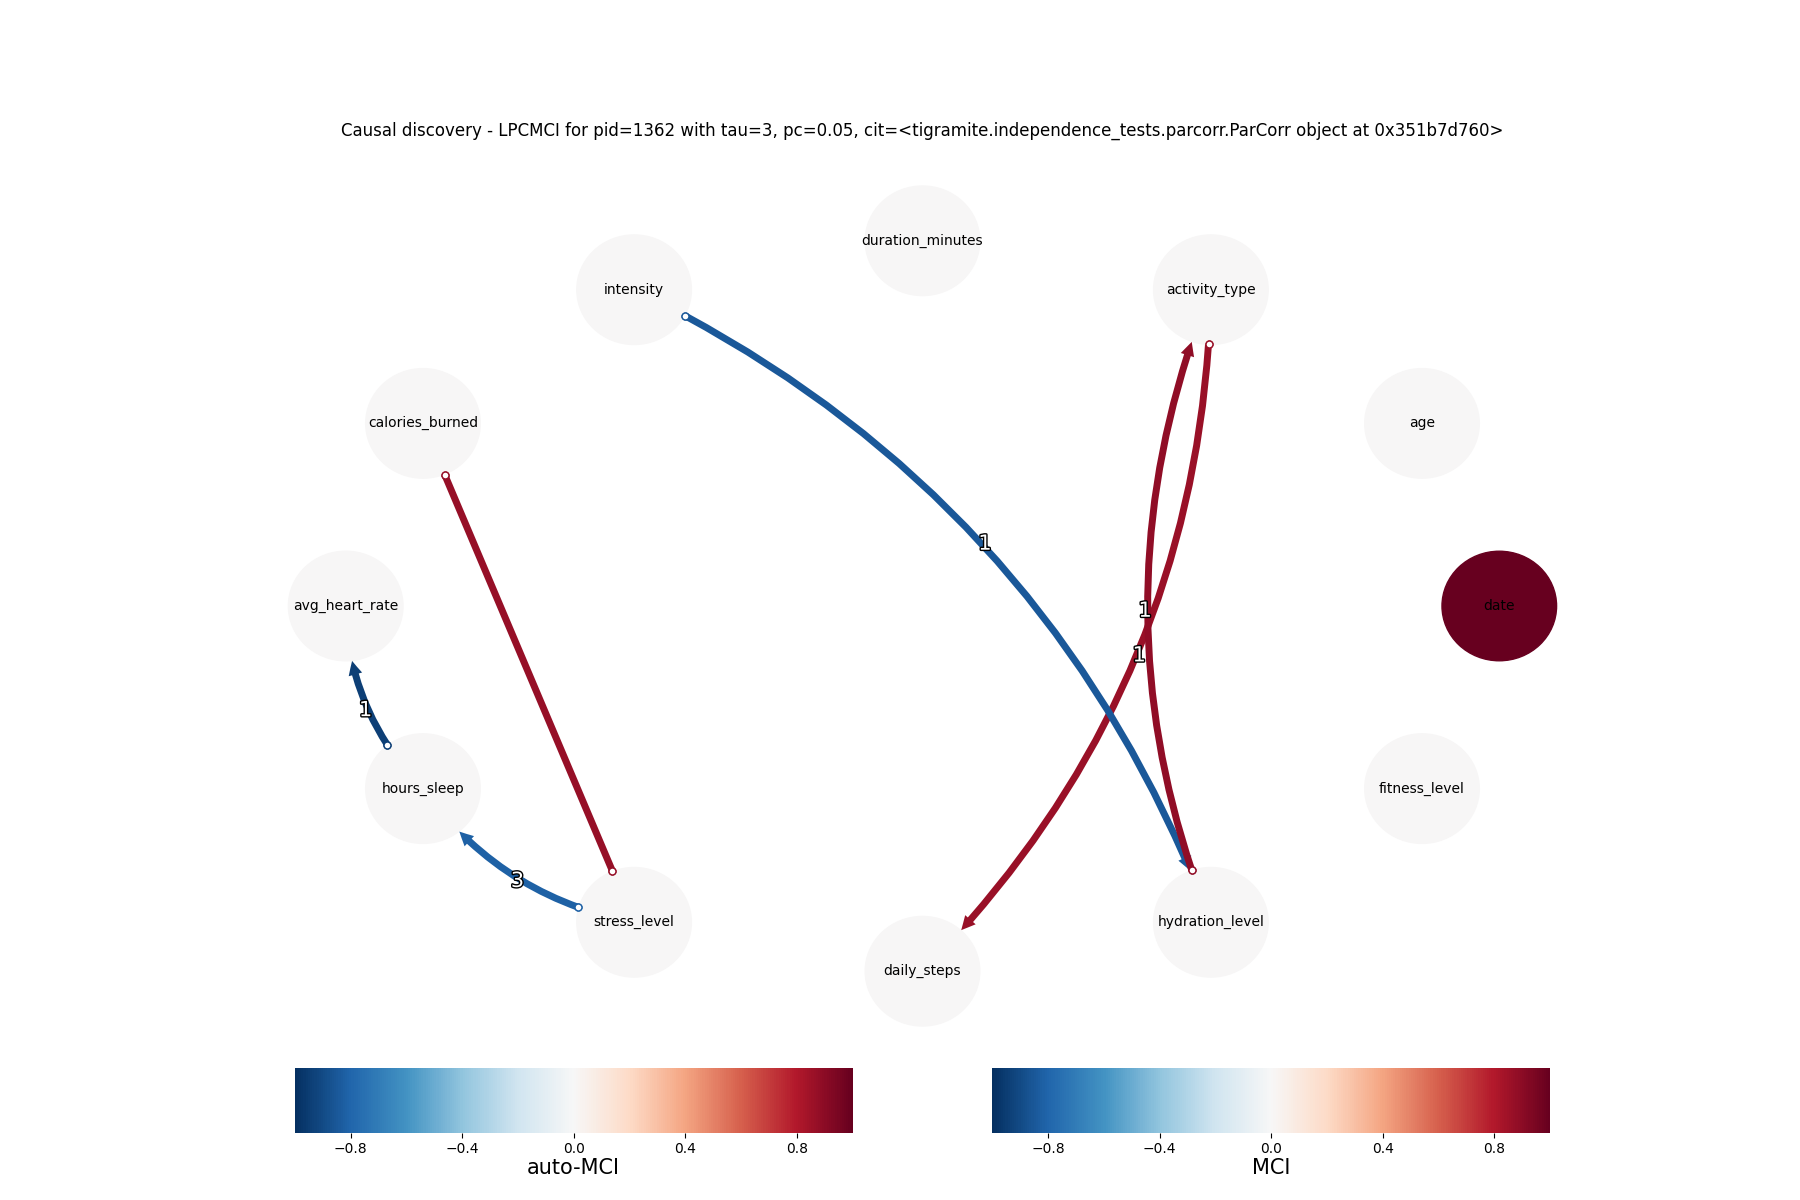 Causal discovery - LPCMCI for pid=1362 with tau=3, pc=0.05, cit=<tigramite.independence_tests.parcorr.ParCorr object at 0x351b7d760>
duration_minutes
intensity
activity_type
calories_burned
age
1
avg_heart_rate
date
1
1
1
hours_sleep
fitness_level
3
stress_level
hydration_level
daily_steps
−0.8 −0.4 0.0 0.4 0.8
auto-MCI
−0.8 −0.4 0.0 0.4 0.8
MCI